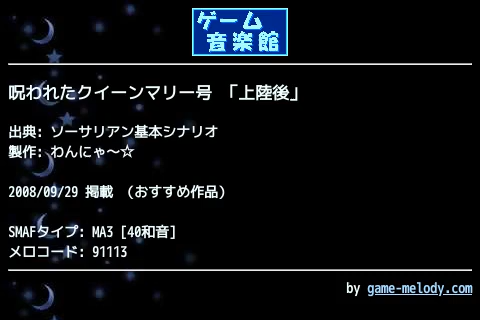 ゲーム
音楽館
呪われたクイーンマリー号 「上陸後」
出典: ソーサリアン基本シナリオ
製作: わんにゃ～☆
2008/09/29 掲載 (おすすめ作品)
SMAFタイプ: MA3 [40和音]
メロコード: 91113
by game-melody.com